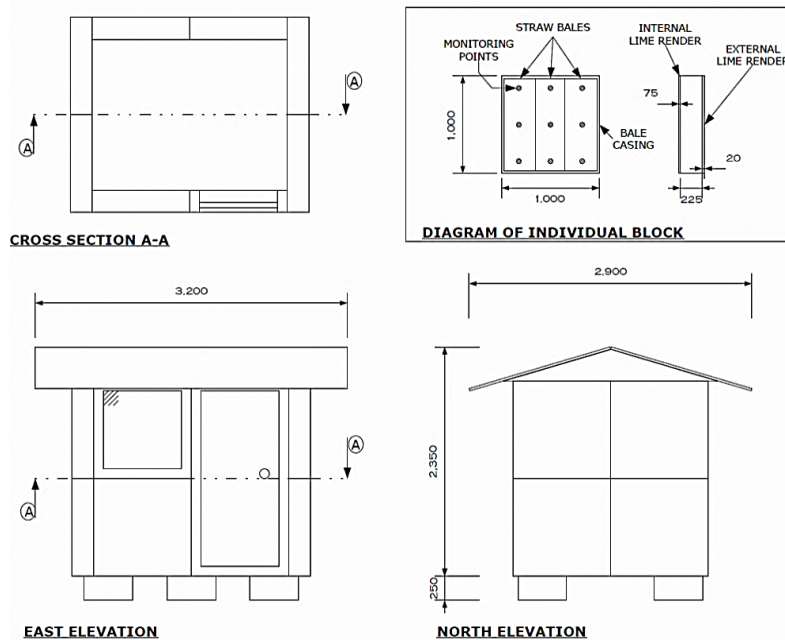 A
A
CROSS SECTION A-A
MONITORING
POINTS
STRAW BALES
INTERNAL
LIME RENDER
EXTERNAL
LIME RENDER
75
1,000
BALE
CASING
20
1,000
225
DIAGRAM OF INDIVIDUAL BLOCK
3,200
A
A
EAST ELEVATION
2,900
2,350
250
NORTH ELEVATION